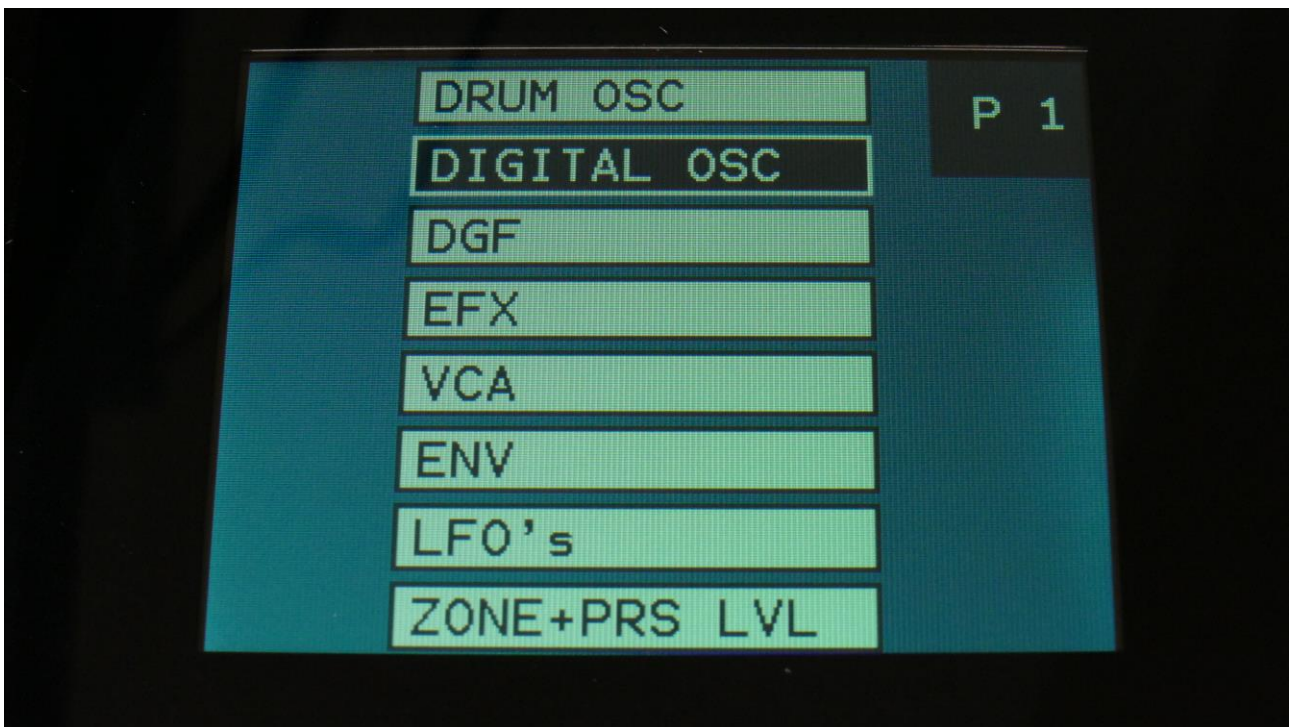 DRUM OSC
P 1
DIGITAL OSC
DGF
EFX
VCA
ENV
LFO's
ZONE+PRS LVL